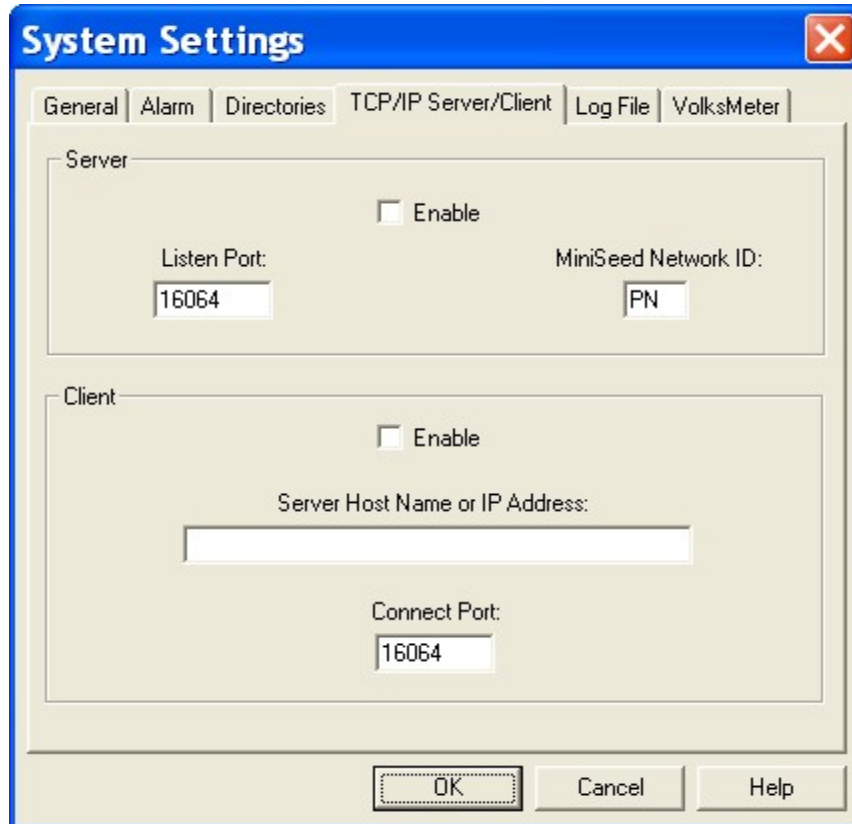 System Settings
General Alarm Directories TCP/IP Server/Client Log File VolksMeter
Server
Enable
Listen Port: MiniSeed Network ID:
16064 PN
Client
Enable
Server Host Name or IP Address:
Connect Port:
16064
OK Cancel Help